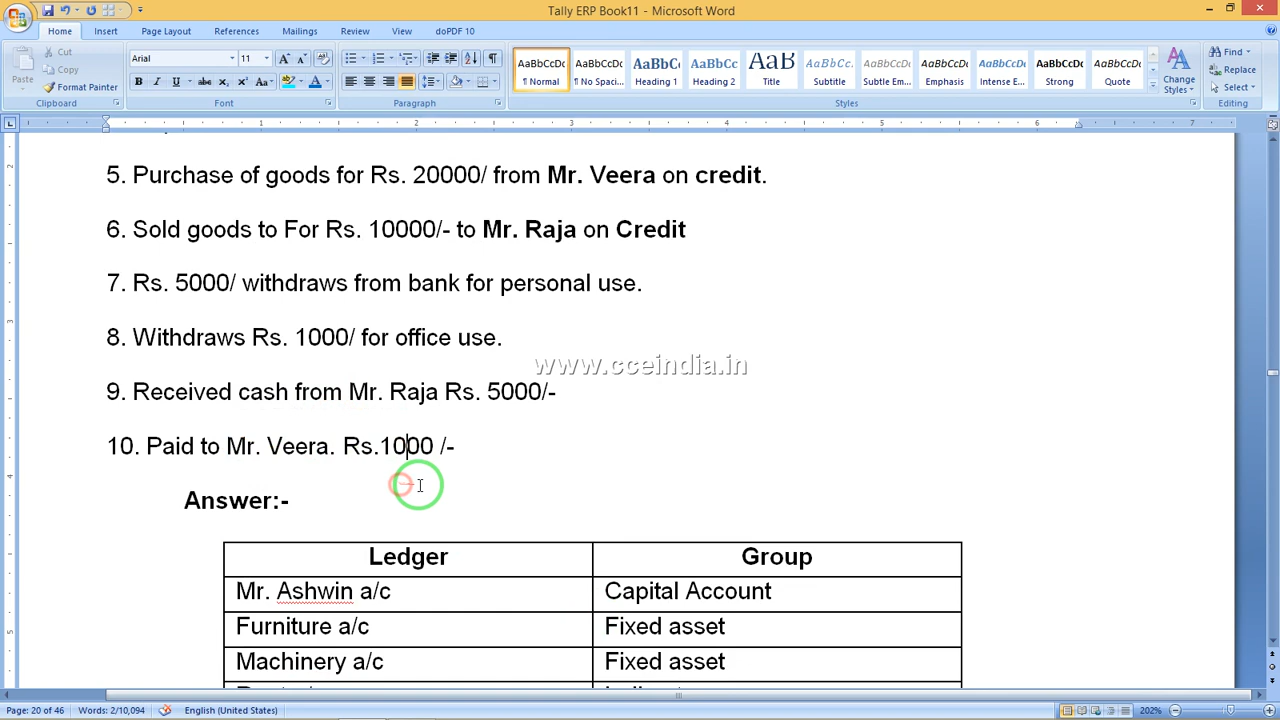 Tally ERP Book11 - Microsoft Word
Home Insert Page Layout References Mailings Review View doPDF 10
Paste Cut Copy Format Painter Clipboard
Arial 11 Font
Paragraph
AaBbCcDc ¶ Normal AaBbCcDc ¶ No Spaci... AaBbC Heading 1 AaBbCc Heading 2 AaBb Title AaBbCc. Subtitle AaBbCcDc Subtle Em... AaBbCcDc Emphasis AaBbCcDc Intense E... AaBbCcDc Strong AaBbCcDc Quote
Change Styles Styles
Find Replace Select Editing
5. Purchase of goods for Rs. 20000/ from Mr. Veera on credit.
6. Sold goods to For Rs. 10000/- to Mr. Raja on Credit
7. Rs. 5000/ withdraws from bank for personal use.
8. Withdraws Rs. 1000/ for office use.
www.cceindia.in
9. Received cash from Mr. Raja Rs. 5000/-
10. Paid to Mr. Veera. Rs.1000 /-
Answer:-
Ledger Group
Mr. Ashwin a/c Capital Account
Furniture a/c Fixed asset
Machinery a/c Fixed asset
Page: 20 of 46 Words: 2/10,094 English (United States) 202%